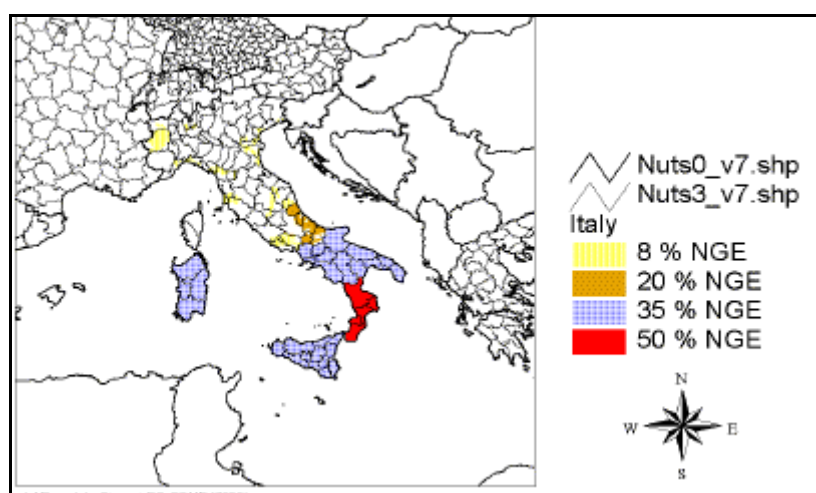 Nuts0_v7.shp
Nuts3_v7.shp
Italy
8 % NGE
20 % NGE
35 % NGE
50 % NGE
N
W E
S